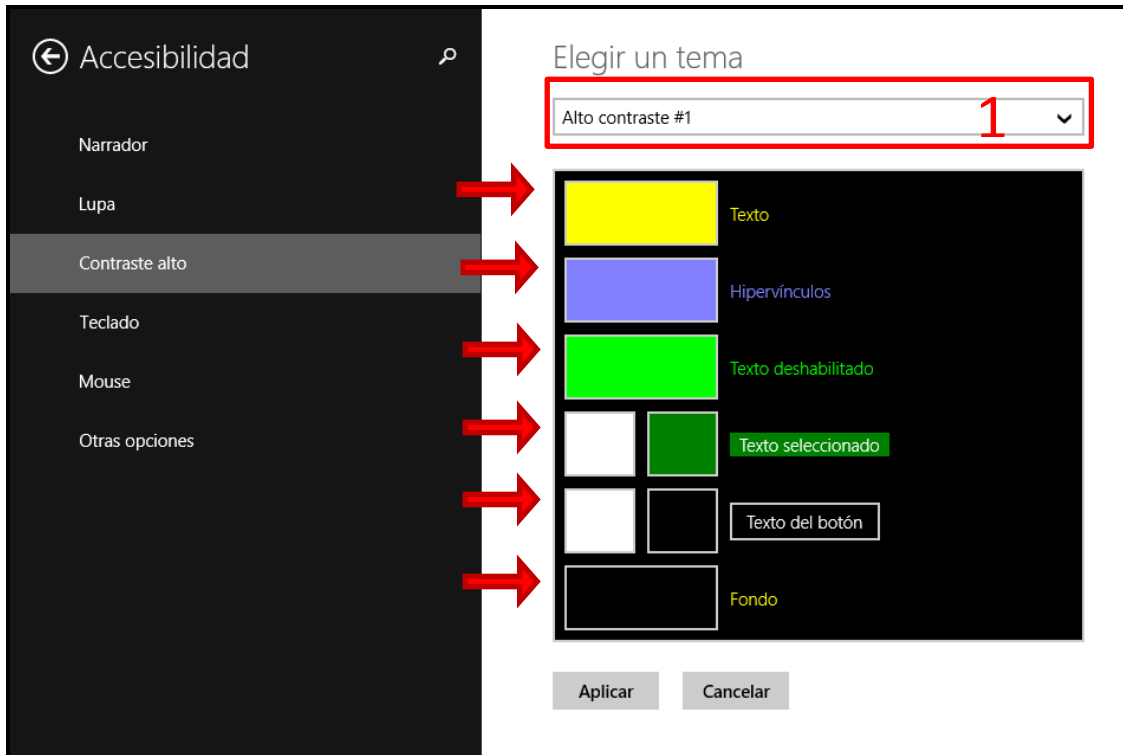 Accesibilidad
Narrador
Lupa
Contraste alto
Teclado
Mouse
Otras opciones
Elegir un tema
Alto contraste #1
1
Texto
Hipervínculos
Texto deshabilitado
Texto seleccionado
Texto del botón
Fondo
Aplicar
Cancelar